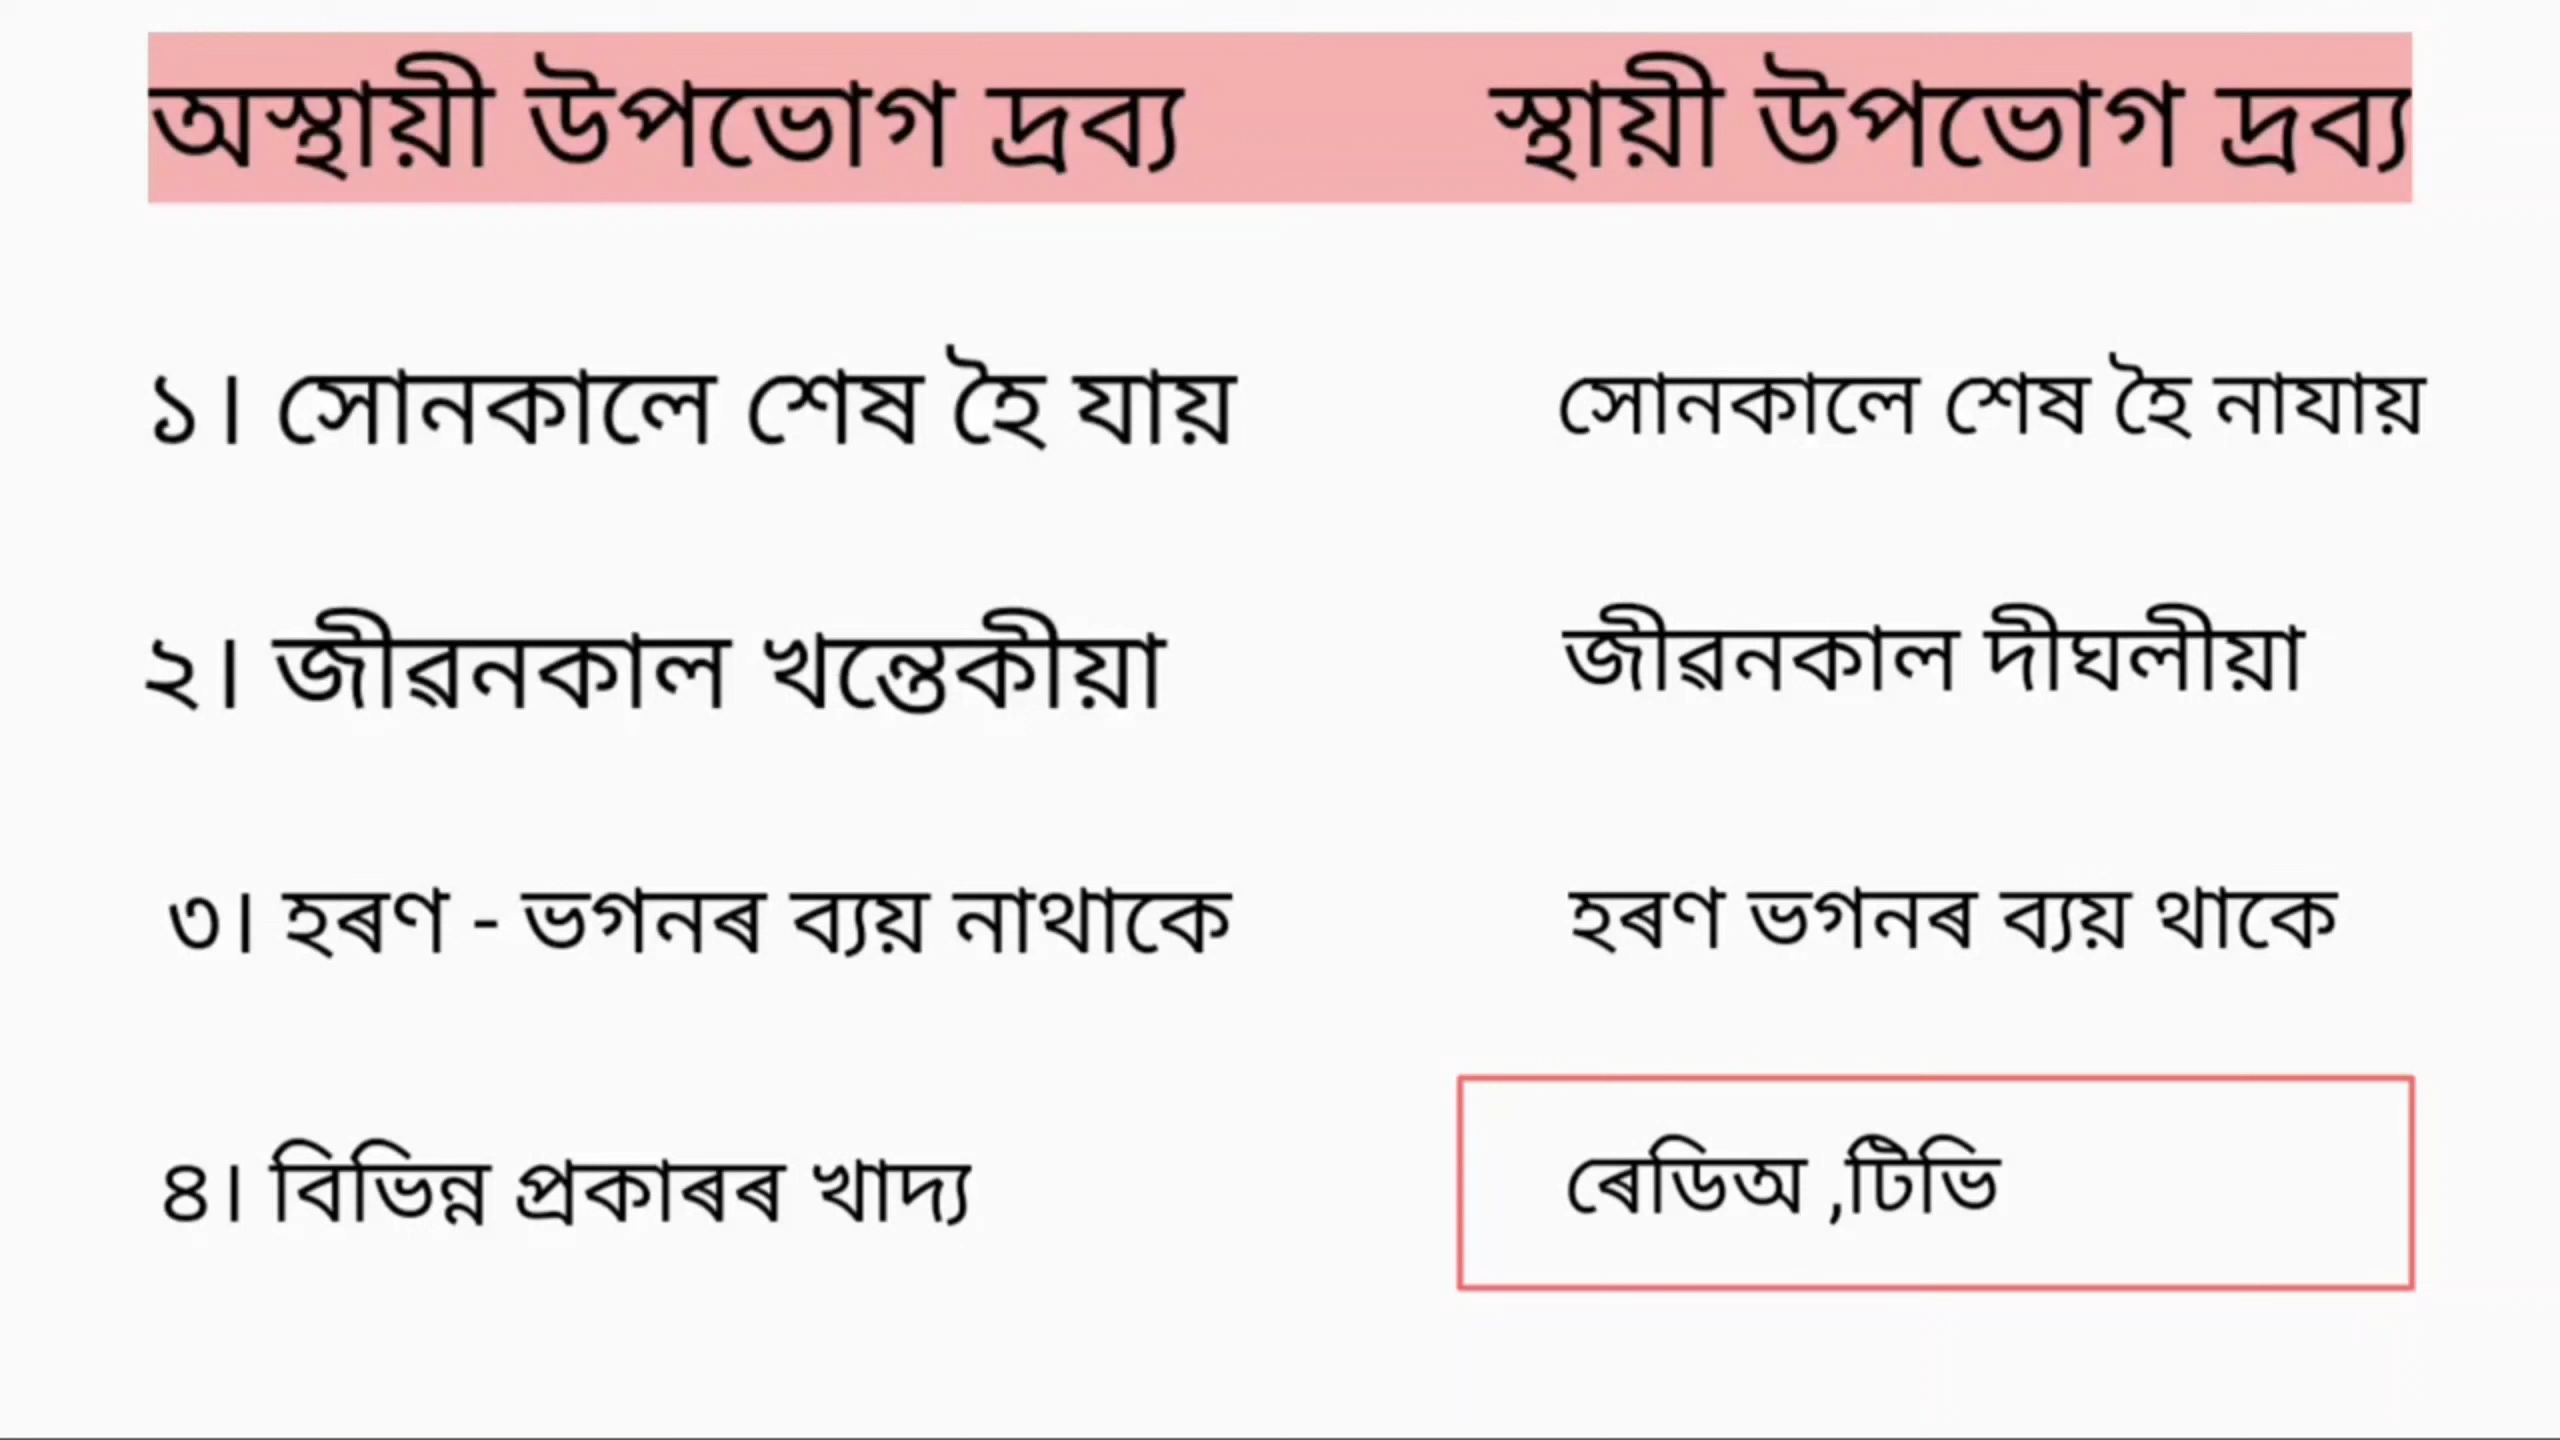 অস্থায়ী উপভোগ দ্ৰব্য স্থায়ী উপভোগ দ্ৰব্য
১। সোনকালে শেষ হৈ যায় সোনকালে শেষ হৈ নাযায়
২। জীৱনকাল খন্তেকীয়া জীৱনকাল দীঘলীয়া
৩। হৰণ - ভগনৰ ব্যয় নাথাকে হৰণ ভগনৰ ব্যয় থাকে
৪। বিভিন্ন প্ৰকাৰৰ খাদ্য ৰেডিঅ ,টিভি